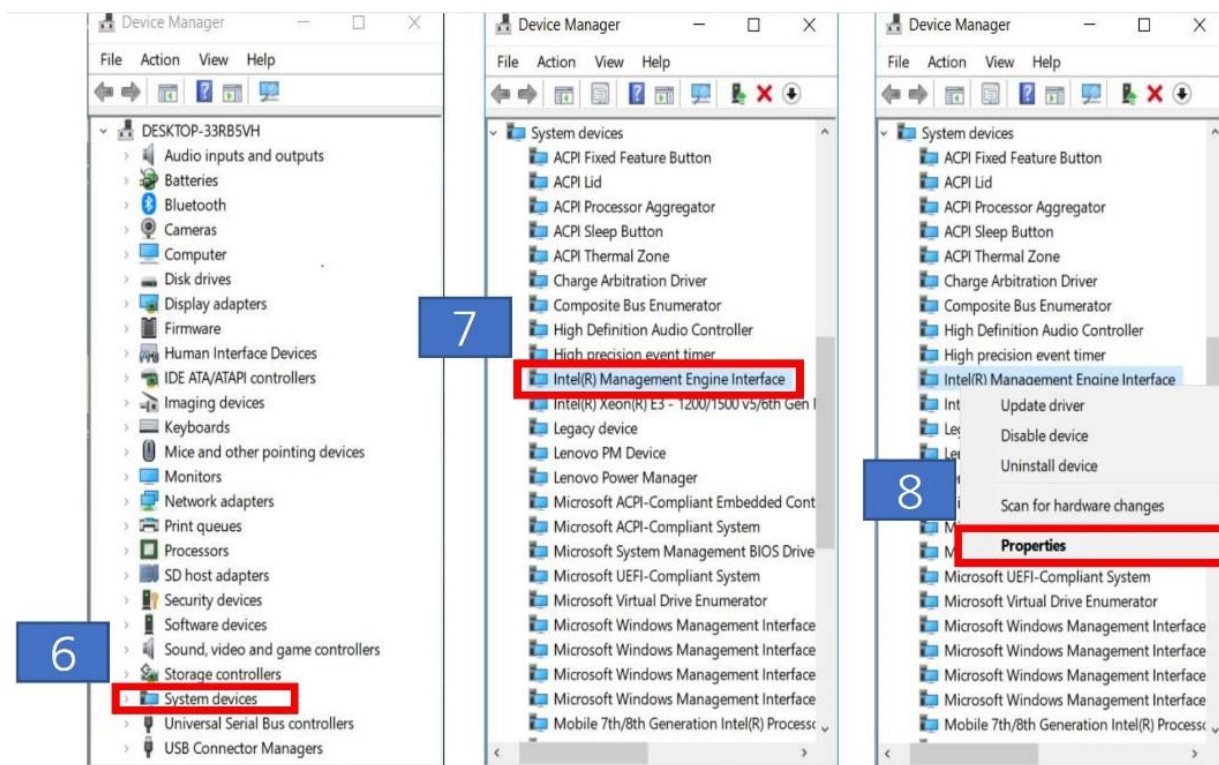 Device Manager
File Action View Help
DESKTOP-33RB5VH
Audio inputs and outputs
Batteries
Bluetooth
Cameras
Computer
Disk drives
Display adapters
Firmware
Human Interface Devices
IDE ATA/ATAPI controllers
Imaging devices
Keyboards
Mice and other pointing devices
Monitors
Network adapters
Print queues
Processors
SD host adapters
Security devices
Software devices
Sound, video and game controllers
6
Storage controllers
System devices
Universal Serial Bus controllers
USB Connector Managers
Device Manager
File Action View Help
System devices
ACPI Fixed Feature Button
ACPI Lid
ACPI Processor Aggregator
ACPI Sleep Button
ACPI Thermal Zone
Charge Arbitration Driver
Composite Bus Enumerator
7
High Definition Audio Controller
High precision event timer
Intel(R) Management Engine Interface
Intel(R) Xeon(R) E3 - 1200/1500 v5/6th Gen I
Legacy device
Lenovo PM Device
Lenovo Power Manager
Microsoft ACPI-Compliant Embedded Cont
Microsoft ACPI-Compliant System
Microsoft System Management BIOS Drive
Microsoft UEFI-Compliant System
Microsoft Virtual Drive Enumerator
Microsoft Windows Management Interface
Microsoft Windows Management Interface
Microsoft Windows Management Interface
Microsoft Windows Management Interface
Mobile 7th/8th Generation Intel(R) Process
Device Manager
File Action View Help
System devices
ACPI Fixed Feature Button
ACPI Lid
ACPI Processor Aggregator
ACPI Sleep Button
ACPI Thermal Zone
Charge Arbitration Driver
Composite Bus Enumerator
High Definition Audio Controller
High precision event timer
Intel(R) Management Engine Interface
Int
Update driver
Disable device
Uninstall device
8
Scan for hardware changes
Properties
Microsoft UEFI-Compliant System
Microsoft Virtual Drive Enumerator
Microsoft Windows Management Interface
Microsoft Windows Management Interface
Microsoft Windows Management Interface
Microsoft Windows Management Interface
Mobile 7th/8th Generation Intel(R) Process